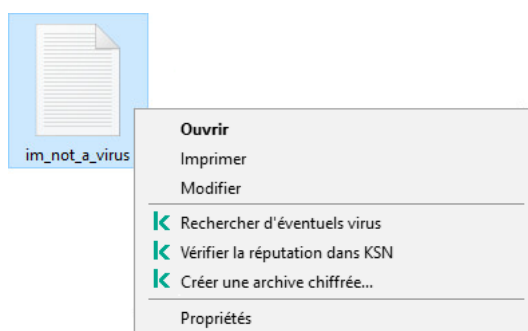 im_not_a_virus
Ouvrir
Imprimer
Modifier
Rechercher d'éventuels virus
Vérifier la réputation dans KSN
Créer une archive chiffrée...
Propriétés